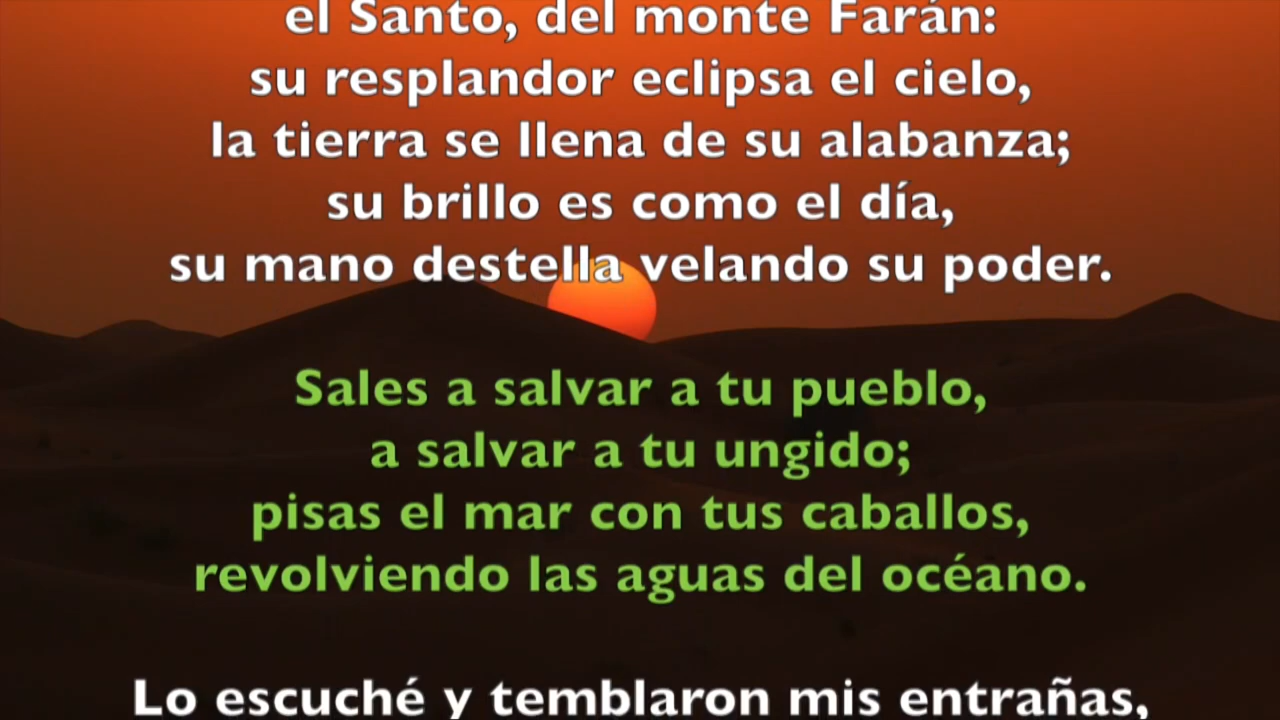 el Santo, del monte Farán:
su resplandor eclipsa el cielo,
la tierra se llena de su alabanza;
su brillo es como el día,
su mano destella velando su poder.
Sales a salvar a tu pueblo,
a salvar a tu ungido;
pisas el mar con tus caballos,
revolviendo las aguas del océano.
Lo escuché y temblaron mis entrañas,